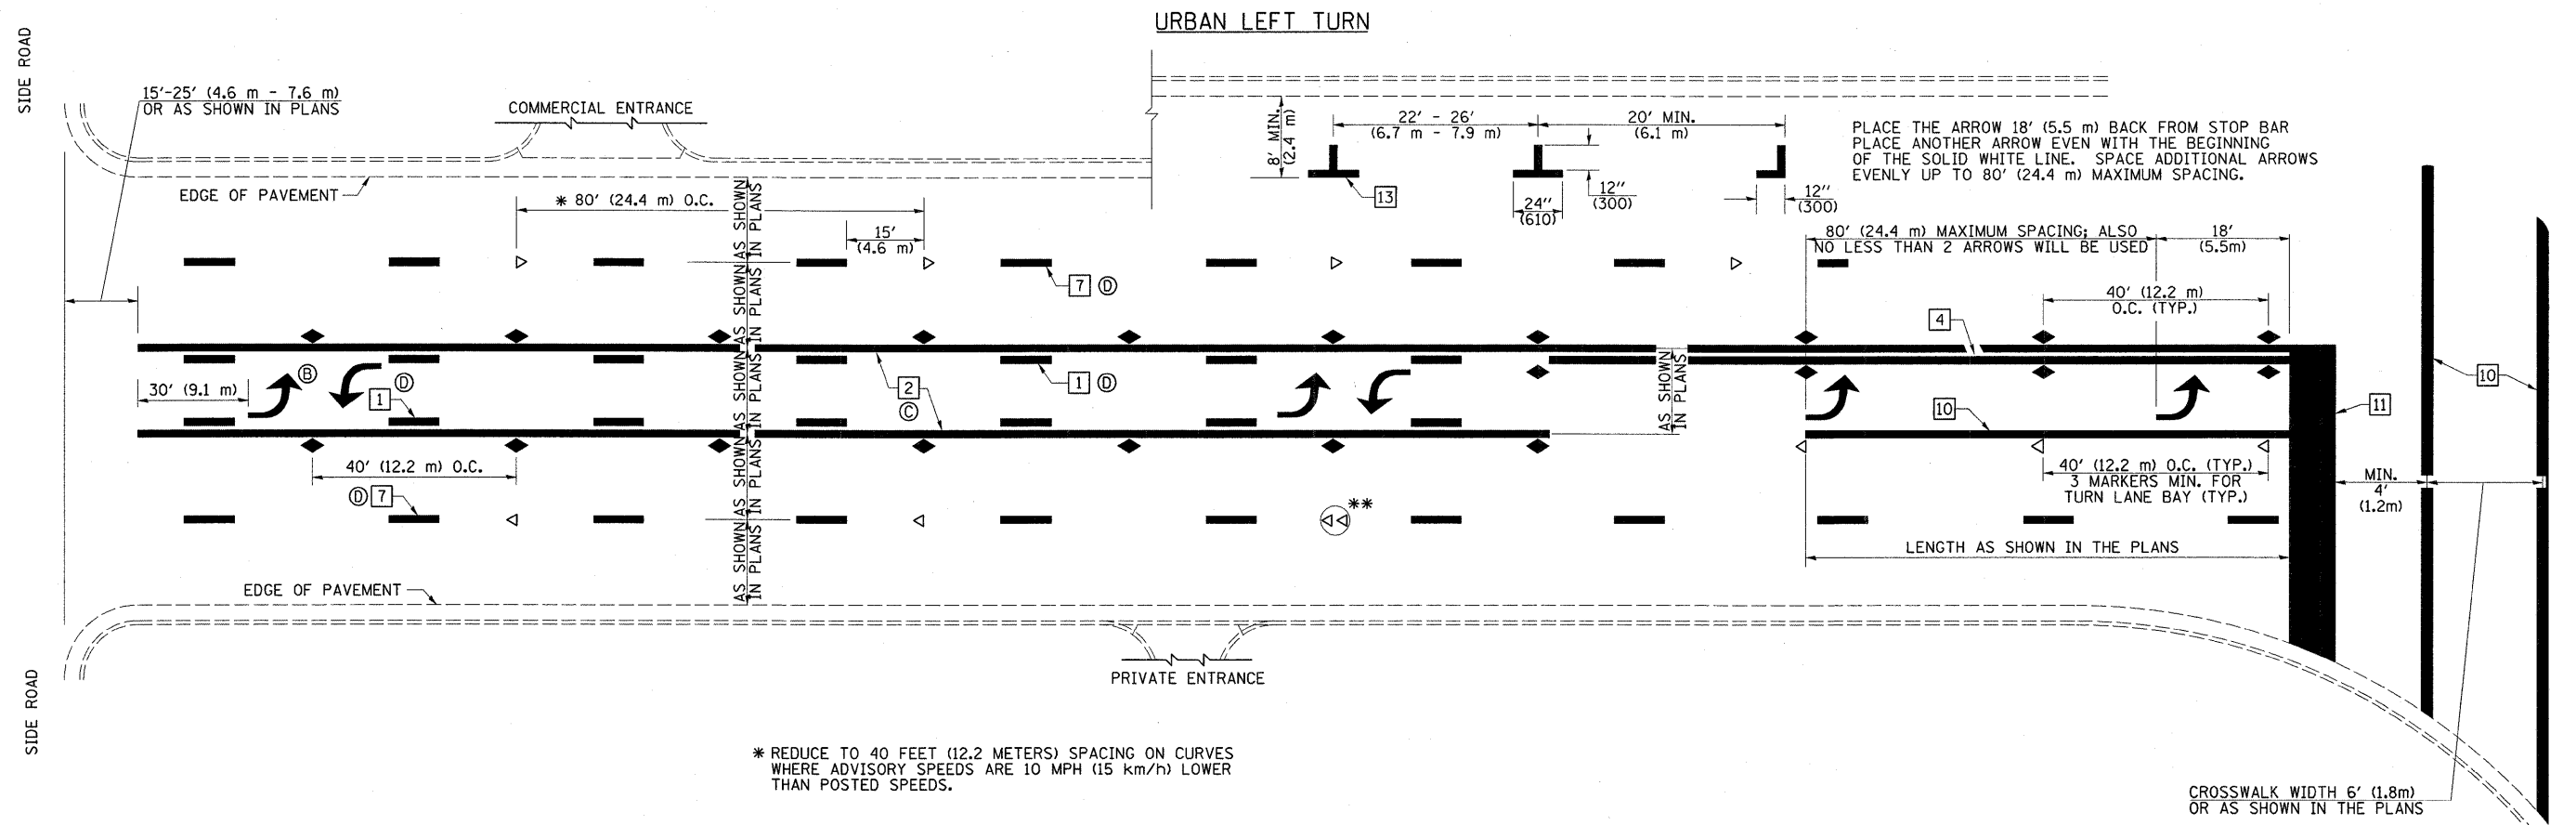 URBAN LEFT TURN
SIDE ROAD
15'-25' (4.6 m - 7.6 m)
OR AS SHOWN IN PLANS
COMMERCIAL ENTRANCE
EDGE OF PAVEMENT
* 80' (24.4 m) O.C.
15'
(4.6 m)
AS SHOWN
IN PLANS
AS SHOWN
IN PLANS
AS SHOWN
IN PLANS
AS SHOWN
IN PLANS
AS SHOWN
IN PLANS
8' MIN.
(2.4 m)
22' - 26'
(6.7 m - 7.9 m)
20' MIN.
(6.1 m)
13
24"
(610)
12"
(300)
12"
(300)
PLACE THE ARROW 18' (5.5 m) BACK FROM STOP BAR
PLACE ANOTHER ARROW EVEN WITH THE BEGINNING
OF THE SOLID WHITE LINE. SPACE ADDITIONAL ARROWS
EVENLY UP TO 80' (24.4 m) MAXIMUM SPACING.
80' (24.4 m) MAXIMUM SPACING; ALSO
NO LESS THAN 2 ARROWS WILL BE USED
18'
(5.5m)
7 D
40' (12.2 m)
O.C. (TYP.)
4
30' (9.1 m)
B
D
1
1 D
2
C
AS SHOWN
IN PLANS
10
10
11
40' (12.2 m) O.C.
D 7
**
40' (12.2 m) O.C. (TYP.)
3 MARKERS MIN. FOR
TURN LANE BAY (TYP.)
MIN.
4'
(1.2m)
LENGTH AS SHOWN IN THE PLANS
EDGE OF PAVEMENT
SIDE ROAD
PRIVATE ENTRANCE
* REDUCE TO 40 FEET (12.2 METERS) SPACING ON CURVES
WHERE ADVISORY SPEEDS ARE 10 MPH (15 km/h) LOWER
THAN POSTED SPEEDS.
CROSSWALK WIDTH 6' (1.8m)
OR AS SHOWN IN THE PLANS